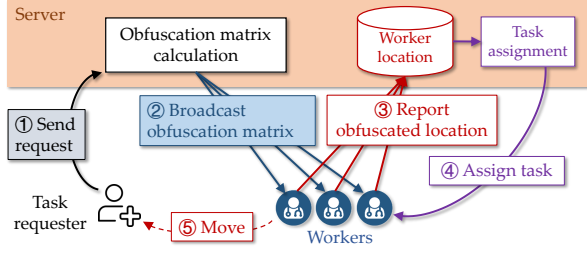 Server
Obfuscation matrix
calculation
Worker
location
Task
assignment
① Send
request
② Broadcast
obfuscation matrix
③ Report
obfuscated location
④ Assign task
Task
requester
⑤ Move
Workers